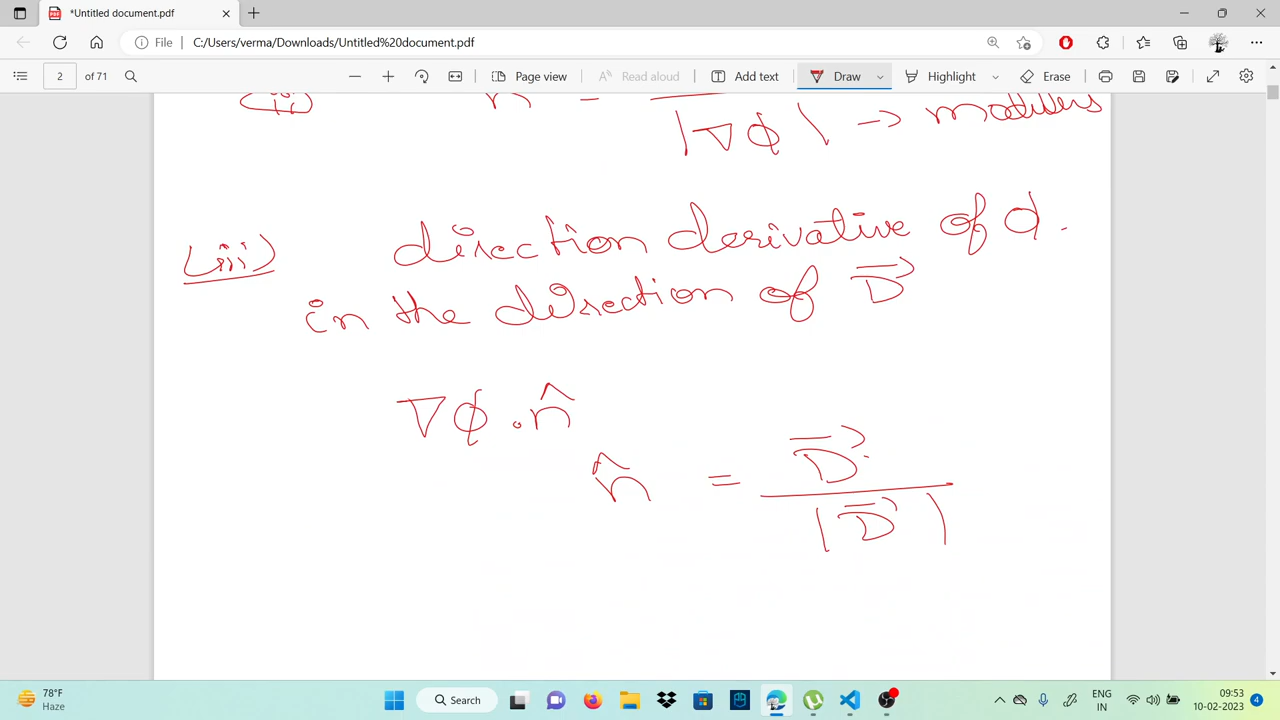 *Untitled document.pdf
File C:/Users/verma/Downloads/Untitled%20document.pdf
2 of 71 Page view Read aloud Add text Draw Highlight Erase
n̂ =
|∇ϕ| →
(iii) direction derivative of d.
in the direction of D⃗
∇ϕ . n̂
n̂ = D⃗
|D⃗|
78°F
Haze
Search
ENG
IN
09:53
10-02-2023
4